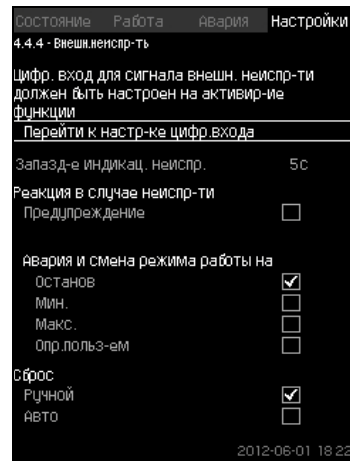 Состояние Работа Авария Настройки
4.4.4 - Внешн.неиспр-ть
Цифр. вход для сигнала внешн. неиспр-ти
должен быть настроен на активир-ие
функции
Перейти к настр-ке цифр.входа
Запазд-е индикац. неиспр. 5с
Реакция в случае неиспр-ти
Предупреждение
Авария и смена режима работы на
Останов
Мин.
Макс.
Опр.польз-ем
Сброс
Ручной
Авто
2012-06-01 18:22